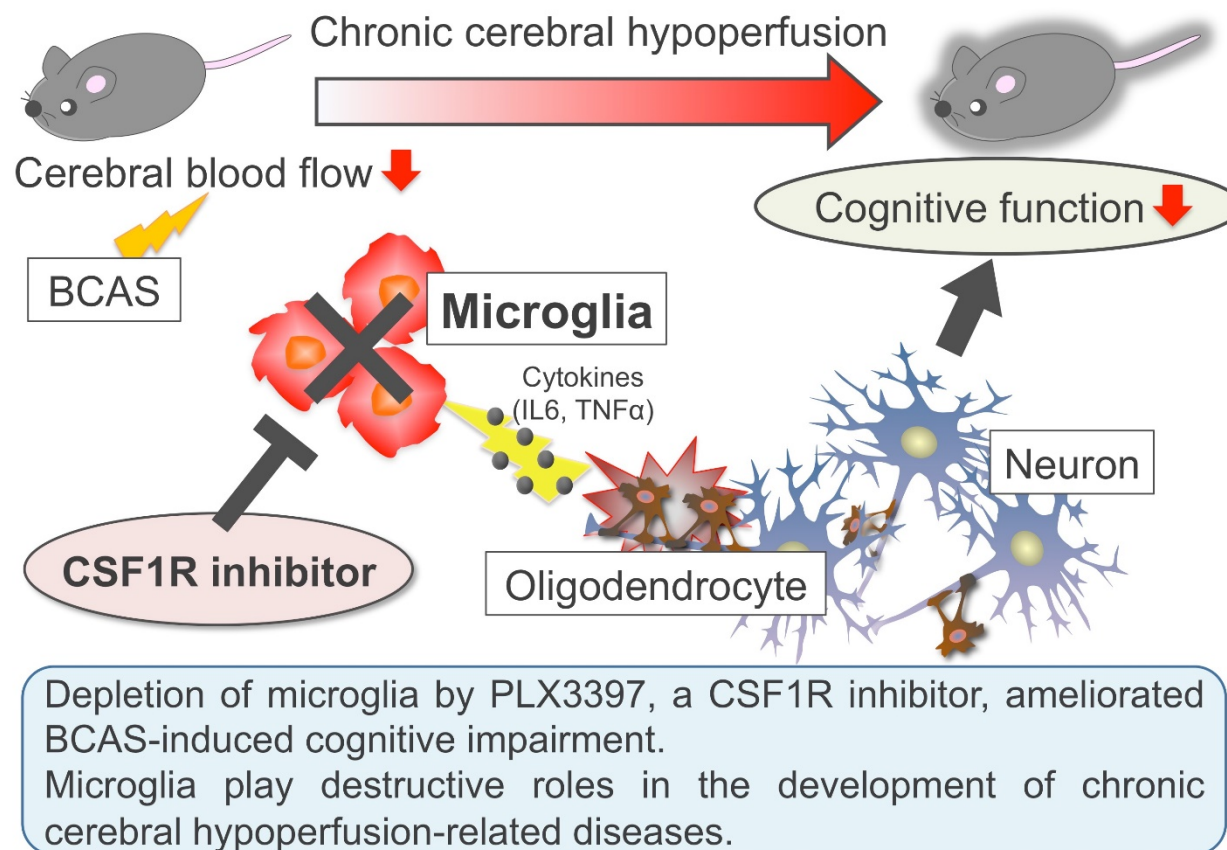 Chronic cerebral hypoperfusion
Cerebral blood flow
Cognitive function
BCAS
Microglia
Cytokines
(IL6, TNFα)
Neuron
CSF1R inhibitor
Oligodendrocyte
Depletion of microglia by PLX3397, a CSF1R inhibitor, ameliorated
BCAS-induced cognitive impairment.
Microglia play destructive roles in the development of chronic
cerebral hypoperfusion-related diseases.